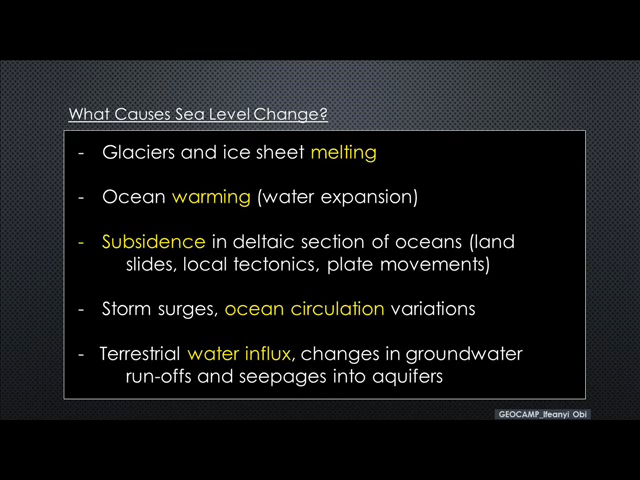 What Causes Sea Level Change?
- Glaciers and ice sheet melting
- Ocean warming (water expansion)
- Subsidence in deltaic section of oceans (land
slides, local tectonics, plate movements)
- Storm surges, ocean circulation variations
- Terrestrial water influx, changes in groundwater
run-offs and seepages into aquifers
GEOCAMP_Ifeanyi Obi